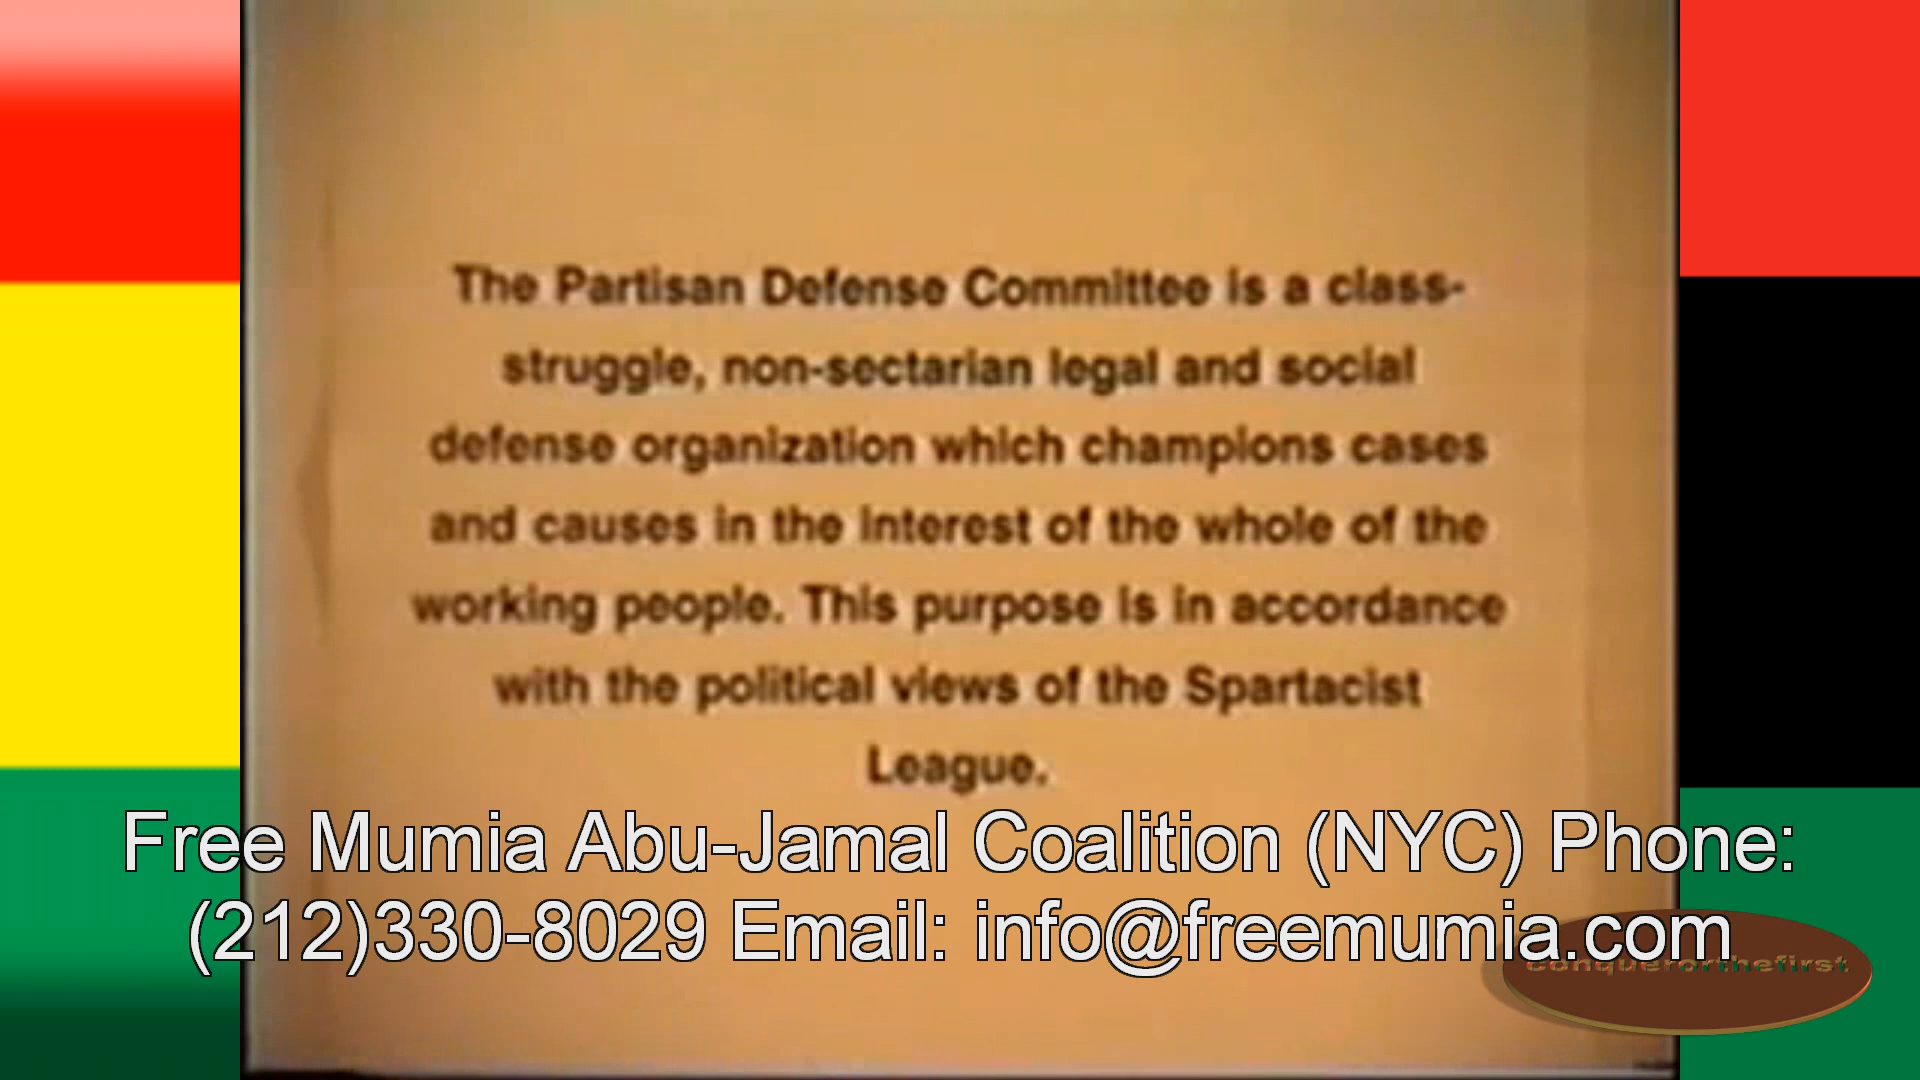 The Partisan Defense Committee is a class-
struggle, non-sectarian legal and social
defense organization which champions cases
and causes in the interest of the whole of the
working people. This purpose is in accordance
with the political views of the Spartacist
League.
Free Mumia Abu-Jamal Coalition (NYC) Phone:
(212)330-8029 Email: info@freemumia.com
conquerorthefirst